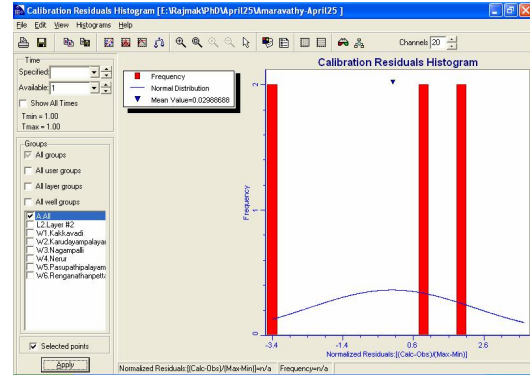 Calibration Residuals Histogram [E:\Rajmak\PhD\April25\Amaravathy-April25 ]
File Edit View Histograms Help
Channels 20
Time
Specified:
Available: 1
Show All Times
Tmin = 1.00
Tmax = 1.00
Groups
All groups
All user groups
All layer groups
All well groups
A.All
L2.Layer #2
W1.Kakkavadi
W2.Karudayampalaya
W3.Nagampalli
W4.Nerur
W5.Pasupathipalayam
W6.Renganathanpett
Selected points
Apply
Frequency
Normal Distribution
Mean Value=0.02988688
Calibration Residuals Histogram
Frequency
2
1
0
-3.4 -1.4 0.6 2.6
Normalized Residuals:[(Calc-Obs)/(Max-Min)]
Normalized Residuals:[(Calc-Obs)/(Max-Min)]=n/a Frequency=n/a